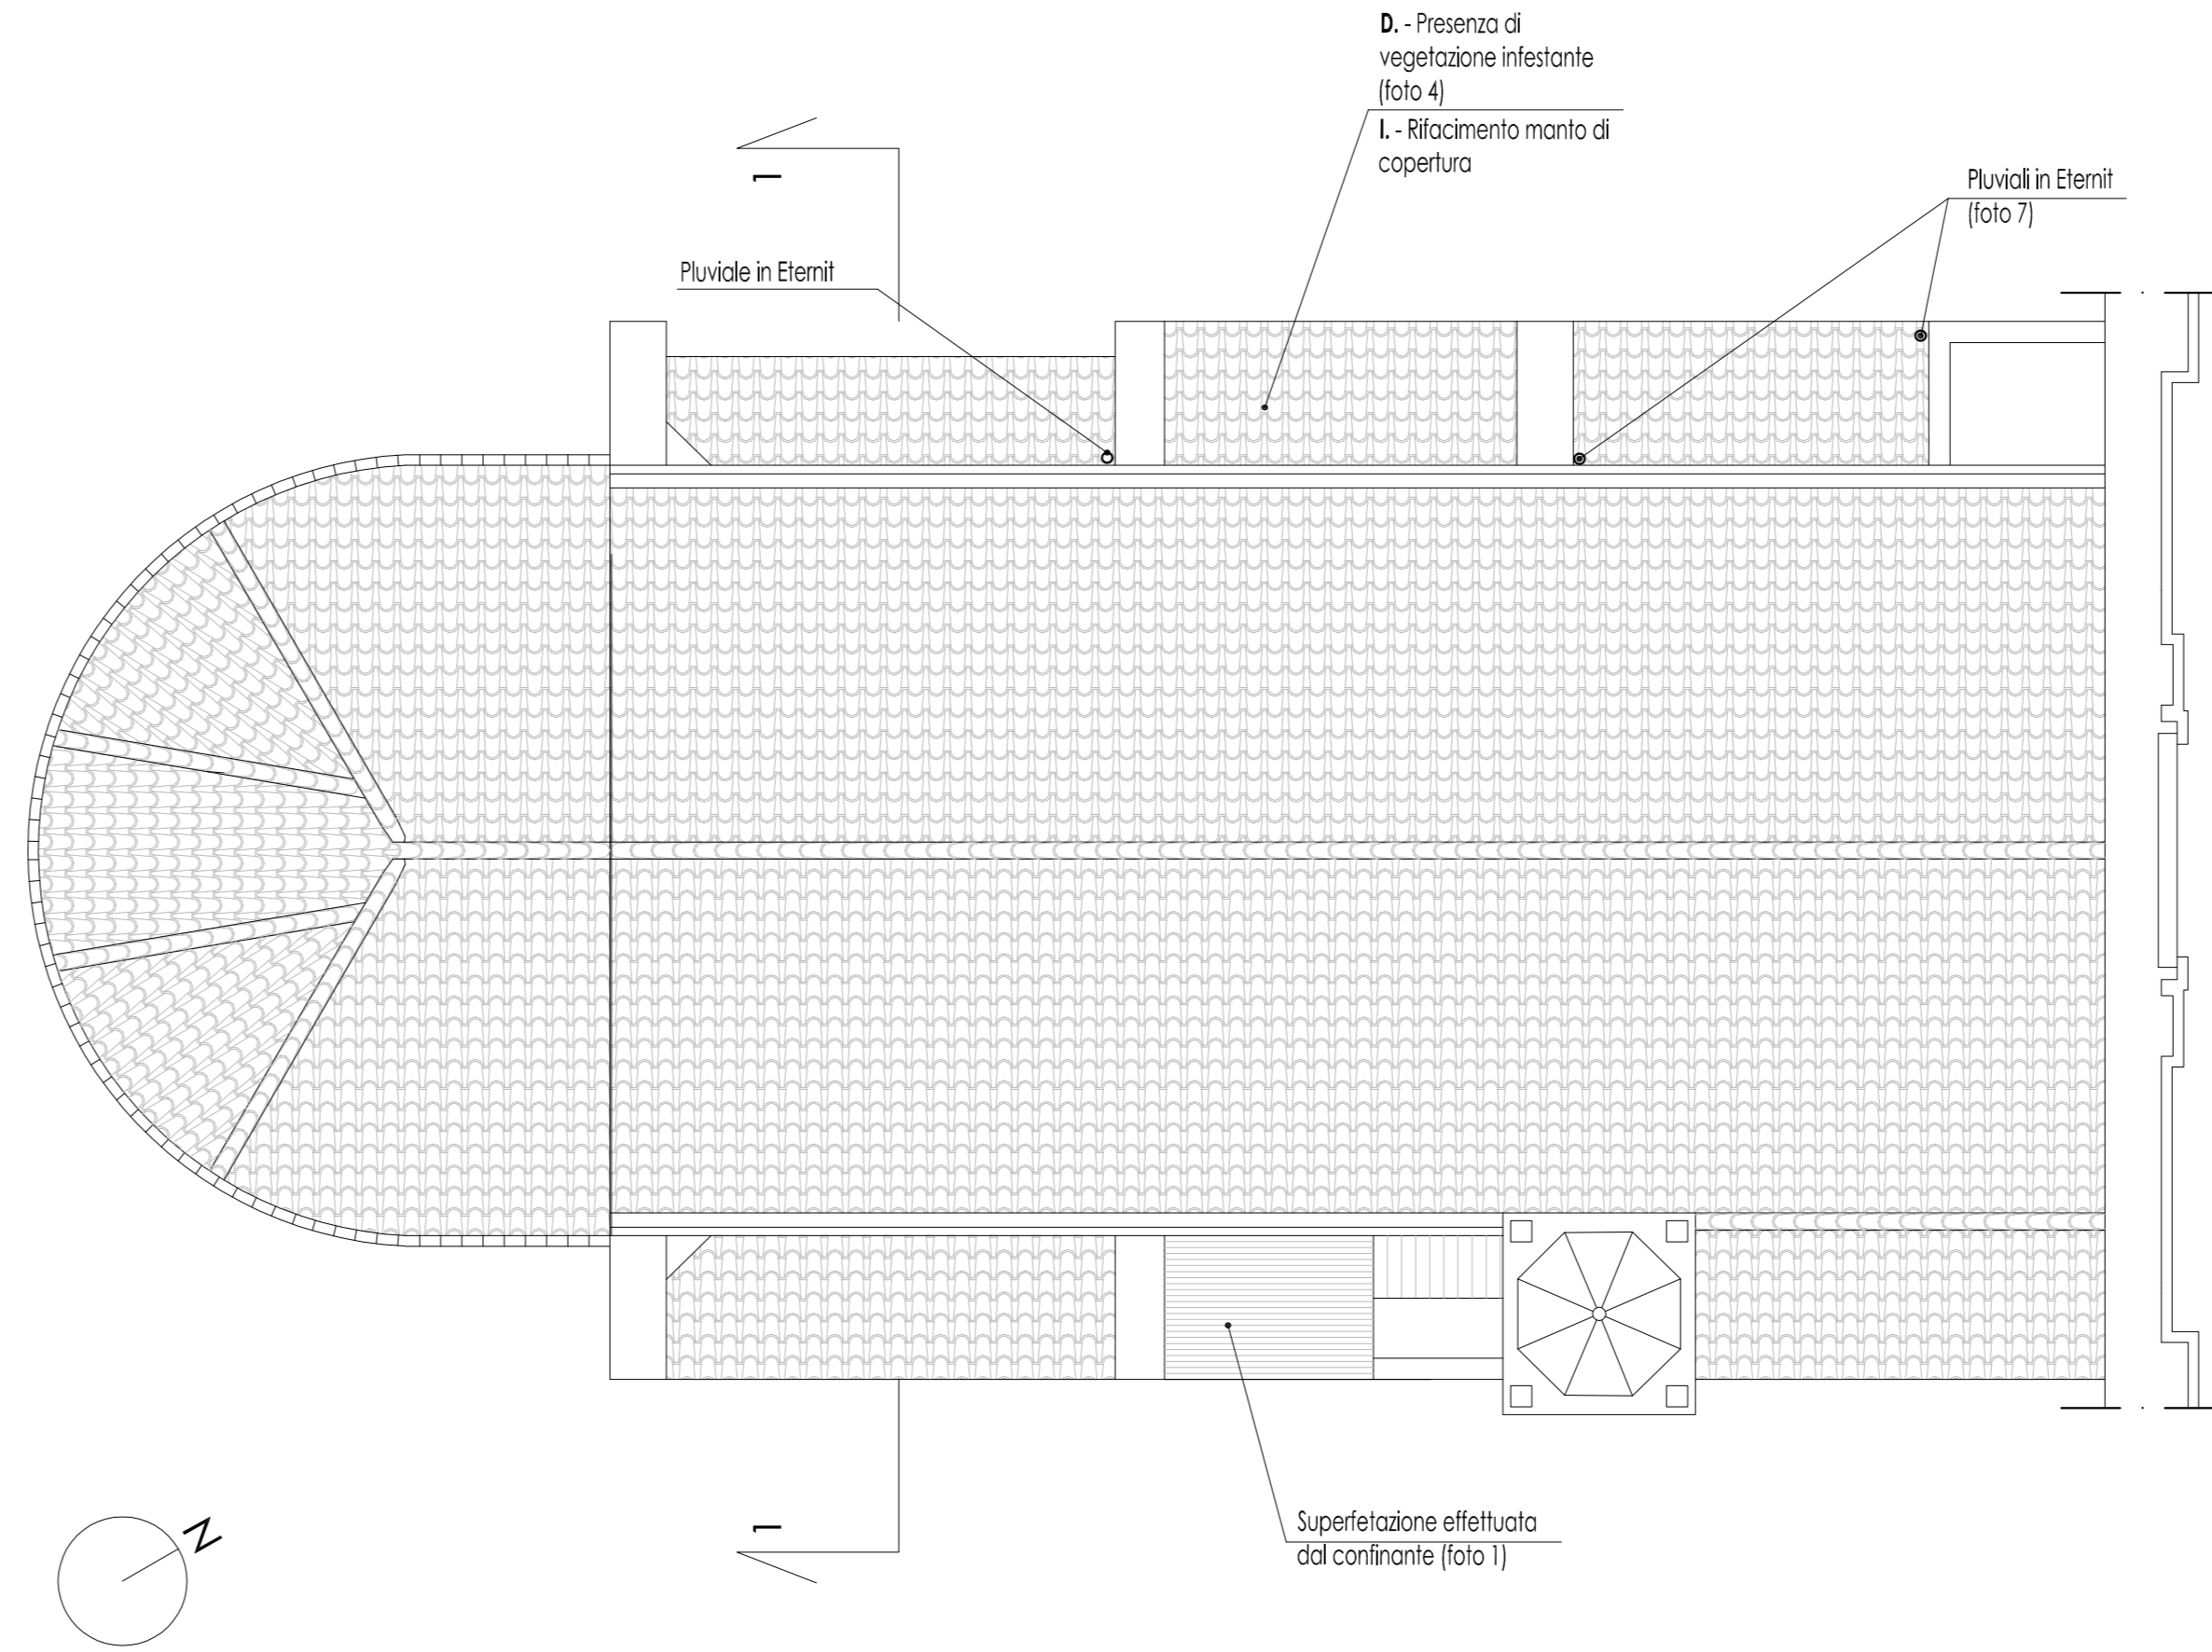 D. - Presenza di
vegetazione infestante
(foto 4)
I. - Rifacimento manto di
copertura
Pluviali in Eternit
(foto 7)
1
Pluviale in Eternit
1
Superfetazione effettuata
dal confinante (foto 1)
N